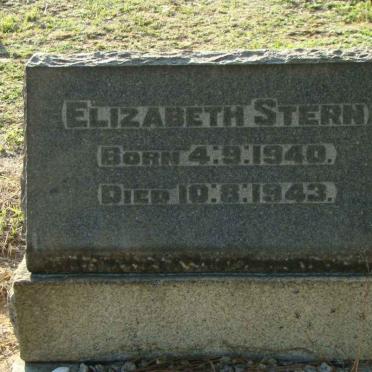 Elizabeth Stern
Born 4.9.1940.
Died 10.8.1943.